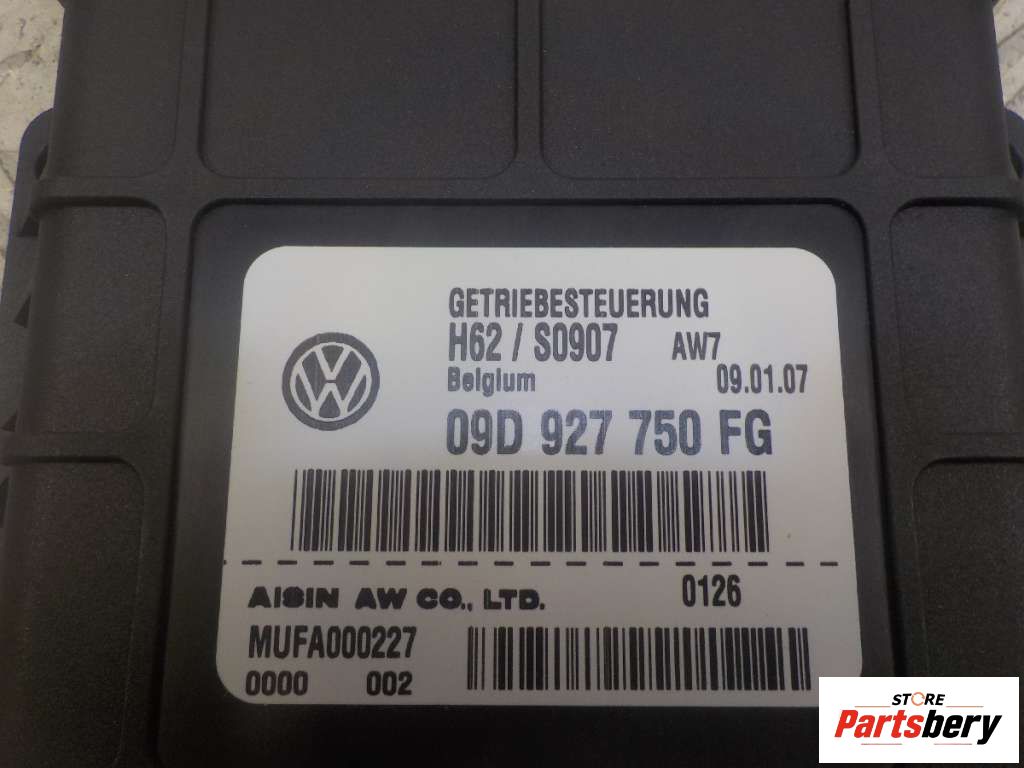 GETRIEBESTEUERUNG
H62 / S0907 AW7
Belgium 09.01.07
09D 927 750 FG
AISIN AW CO., LTD. 0126
MUFA000227
0000 002
STORE
Partsbery